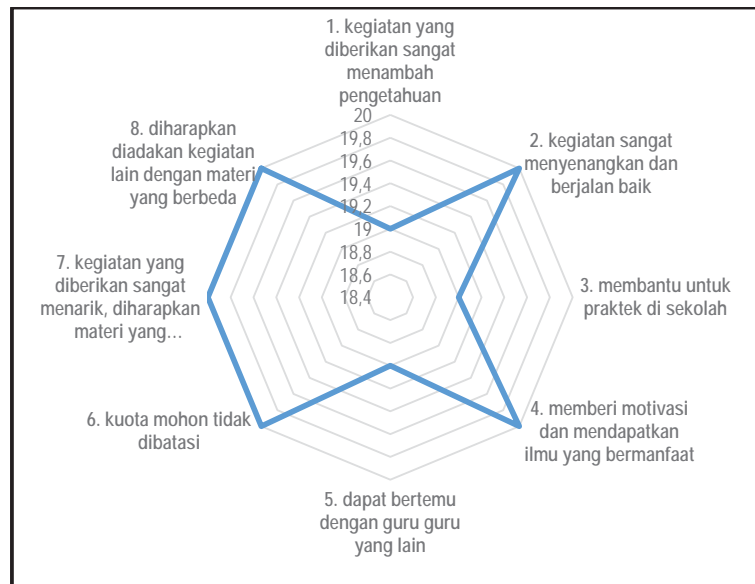 1. kegiatan yang
diberikan sangat
menambah
pengetahuan
20
19,8
19,6
19,4
19,2
19
18,8
18,6
18,4
2. kegiatan sangat
menyenangkan dan
berjalan baik
3. membantu untuk
praktek di sekolah
4. memberi motivasi
dan mendapatkan
ilmu yang bermanfaat
5. dapat bertemu
dengan guru guru
yang lain
6. kuota mohon tidak
dibatasi
7. kegiatan yang
diberikan sangat
menarik, diharapkan
materi yang...
8. diharapkan
diadakan kegiatan
lain dengan materi
yang berbeda